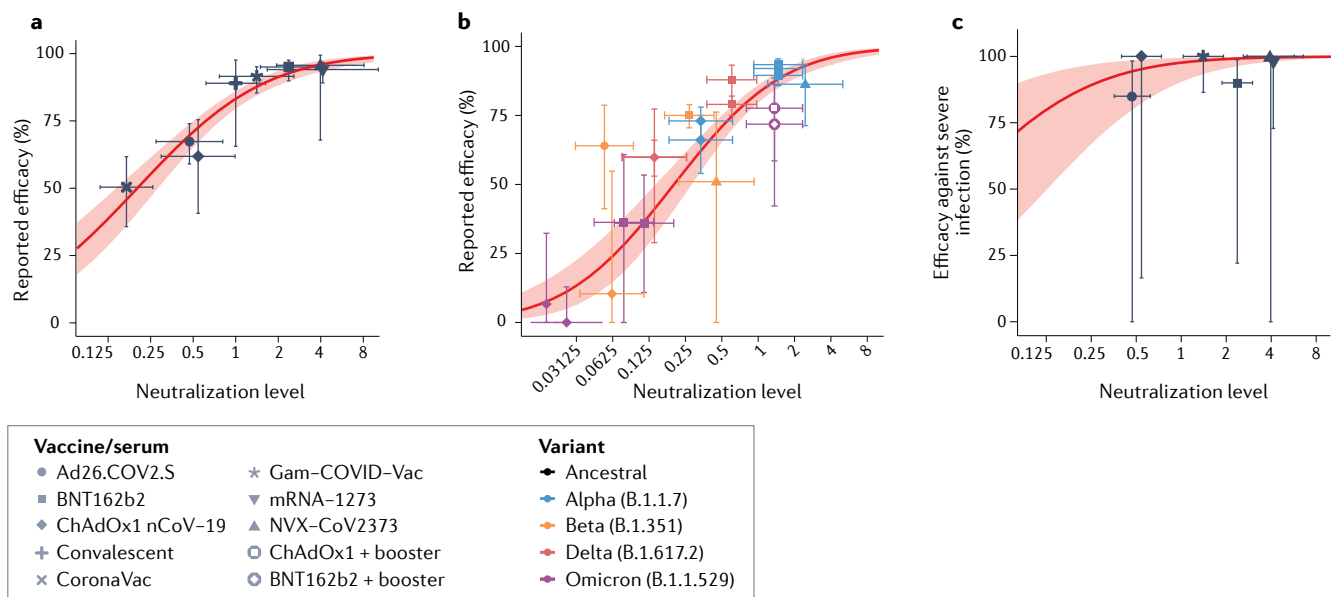 a
Reported efficacy (%)
100
75
50
25
0
0.125 0.25 0.5 1 2 4 8
Neutralization level
b
Reported efficacy (%)
100
75
50
25
0
0.03125 0.0625 0.125 0.25 0.5 1 2 4 8
Neutralization level
c
Efficacy against severe
infection (%)
100
75
50
25
0
0.125 0.25 0.5 1 2 4 8
Neutralization level
Vaccine/serum
Ad26.COV2.S
BNT162b2
ChAdOx1 nCoV–19
Convalescent
CoronaVac
Gam–COVID–Vac
mRNA–1273
NVX–CoV2373
ChAdOx1 + booster
BNT162b2 + booster
Variant
Ancestral
Alpha (B.1.1.7)
Beta (B.1.351)
Delta (B.1.617.2)
Omicron (B.1.1.529)